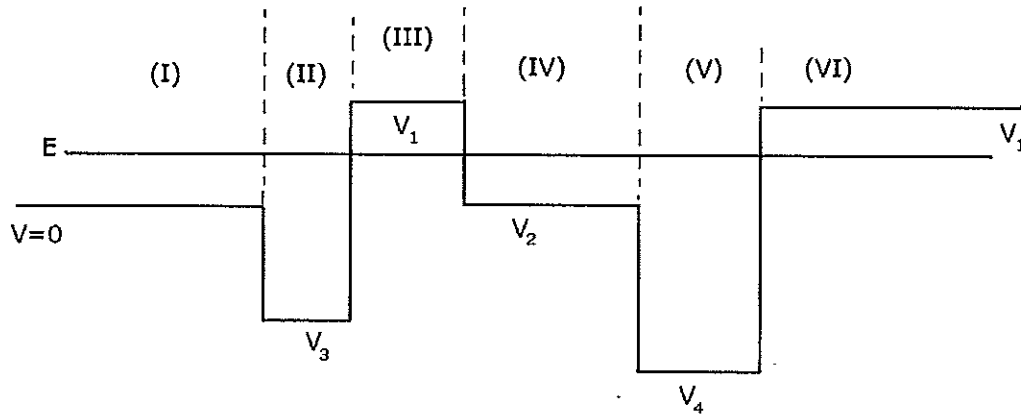 (I)
(II)
(III)
(IV)
(V)
(VI)
E
V₁
V₁
V=0
V₂
V₃
V₄